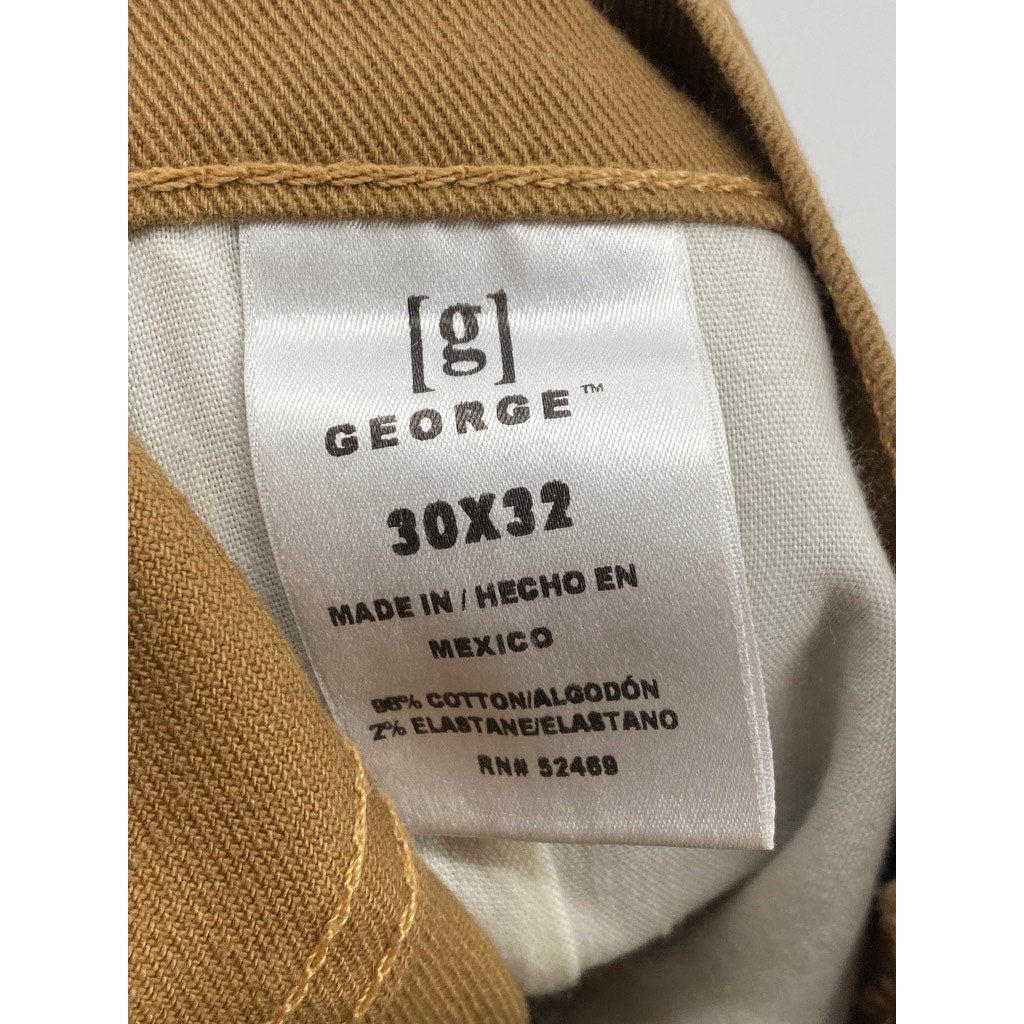 [g]
GEORGE™
30X32
MADE IN / HECHO EN
MEXICO
98% COTTON/ALGODÓN
2% ELASTANE/ELASTANO
RN# 52469